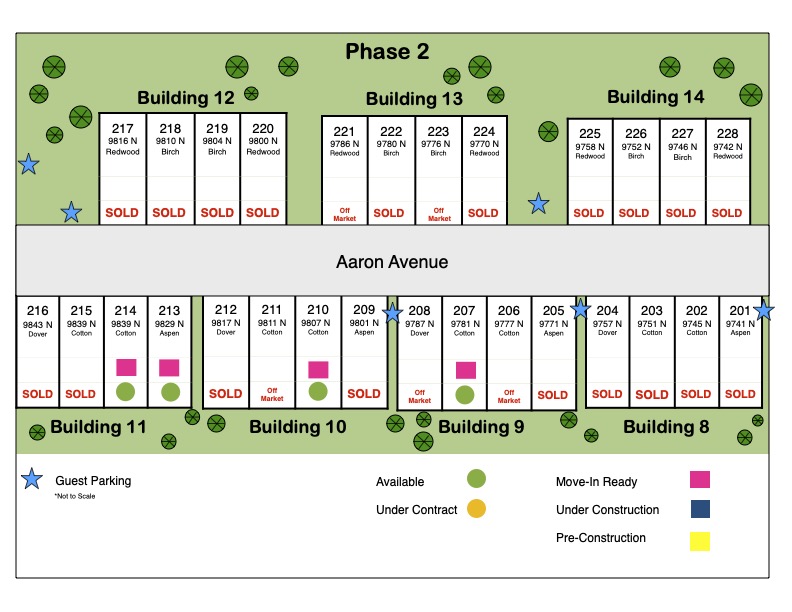 Phase 2
Building 12
Building 13
Building 14
217
9816 N
Redwood
SOLD
218
9810 N
Birch
SOLD
219
9804 N
Birch
SOLD
220
9800 N
Redwood
SOLD
221
9786 N
Redwood
Off
Market
222
9780 N
Birch
SOLD
223
9776 N
Birch
Off
Market
224
9770 N
Redwood
SOLD
225
9758 N
Redwood
SOLD
226
9752 N
Birch
SOLD
227
9746 N
Birch
SOLD
228
9742 N
Redwood
SOLD
Aaron Avenue
216
9843 N
Dover
SOLD
215
9839 N
Cotton
SOLD
214
9839 N
Cotton
213
9829 N
Aspen
212
9817 N
Dover
SOLD
211
9811 N
Cotton
Off
Market
210
9807 N
Cotton
209
9801 N
Aspen
SOLD
208
9787 N
Dover
Off
Market
207
9781 N
Cotton
206
9777 N
Cotton
Off
Market
205
9771 N
Aspen
SOLD
204
9757 N
Dover
SOLD
203
9751 N
Cotton
SOLD
202
9745 N
Cotton
SOLD
201
9741 N
Aspen
SOLD
Building 11
Building 10
Building 9
Building 8
Guest Parking
*Not to Scale
Available
Under Contract
Move-In Ready
Under Construction
Pre-Construction